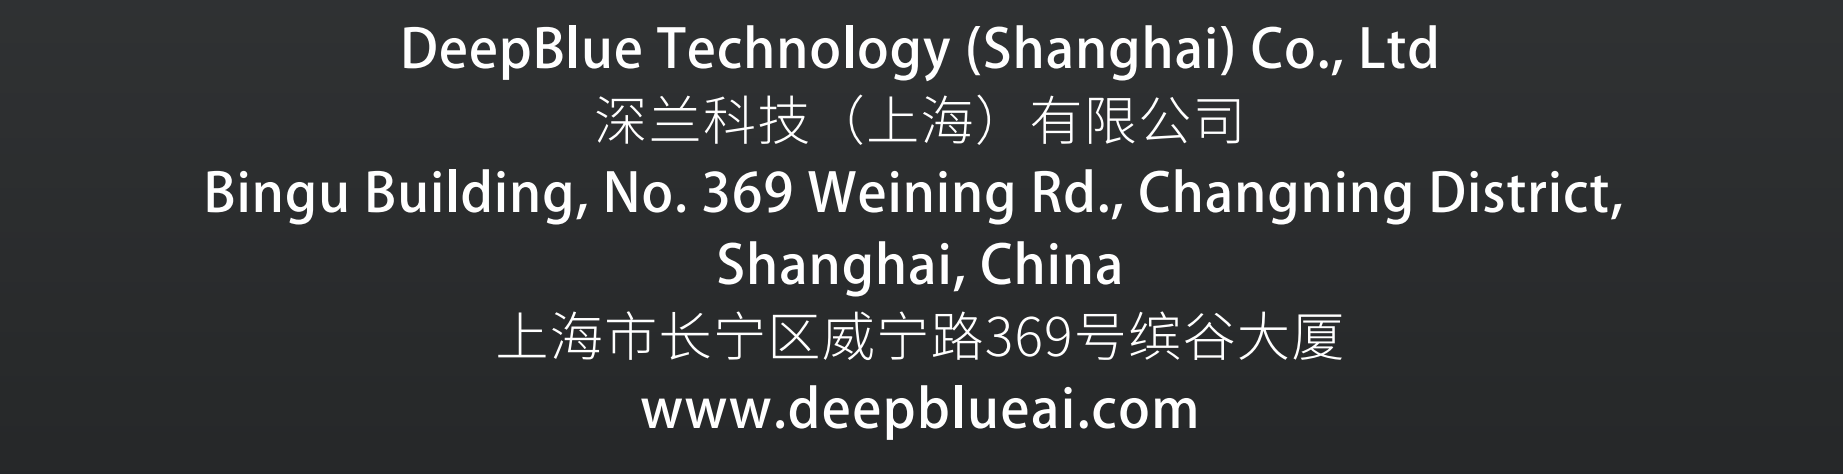 DeepBlue Technology (Shanghai) Co., Ltd
深兰科技（上海）有限公司
Bingu Building, No. 369 Weining Rd., Changning District,
Shanghai, China
上海市长宁区威宁路369号缤谷大厦
www.deepblueai.com